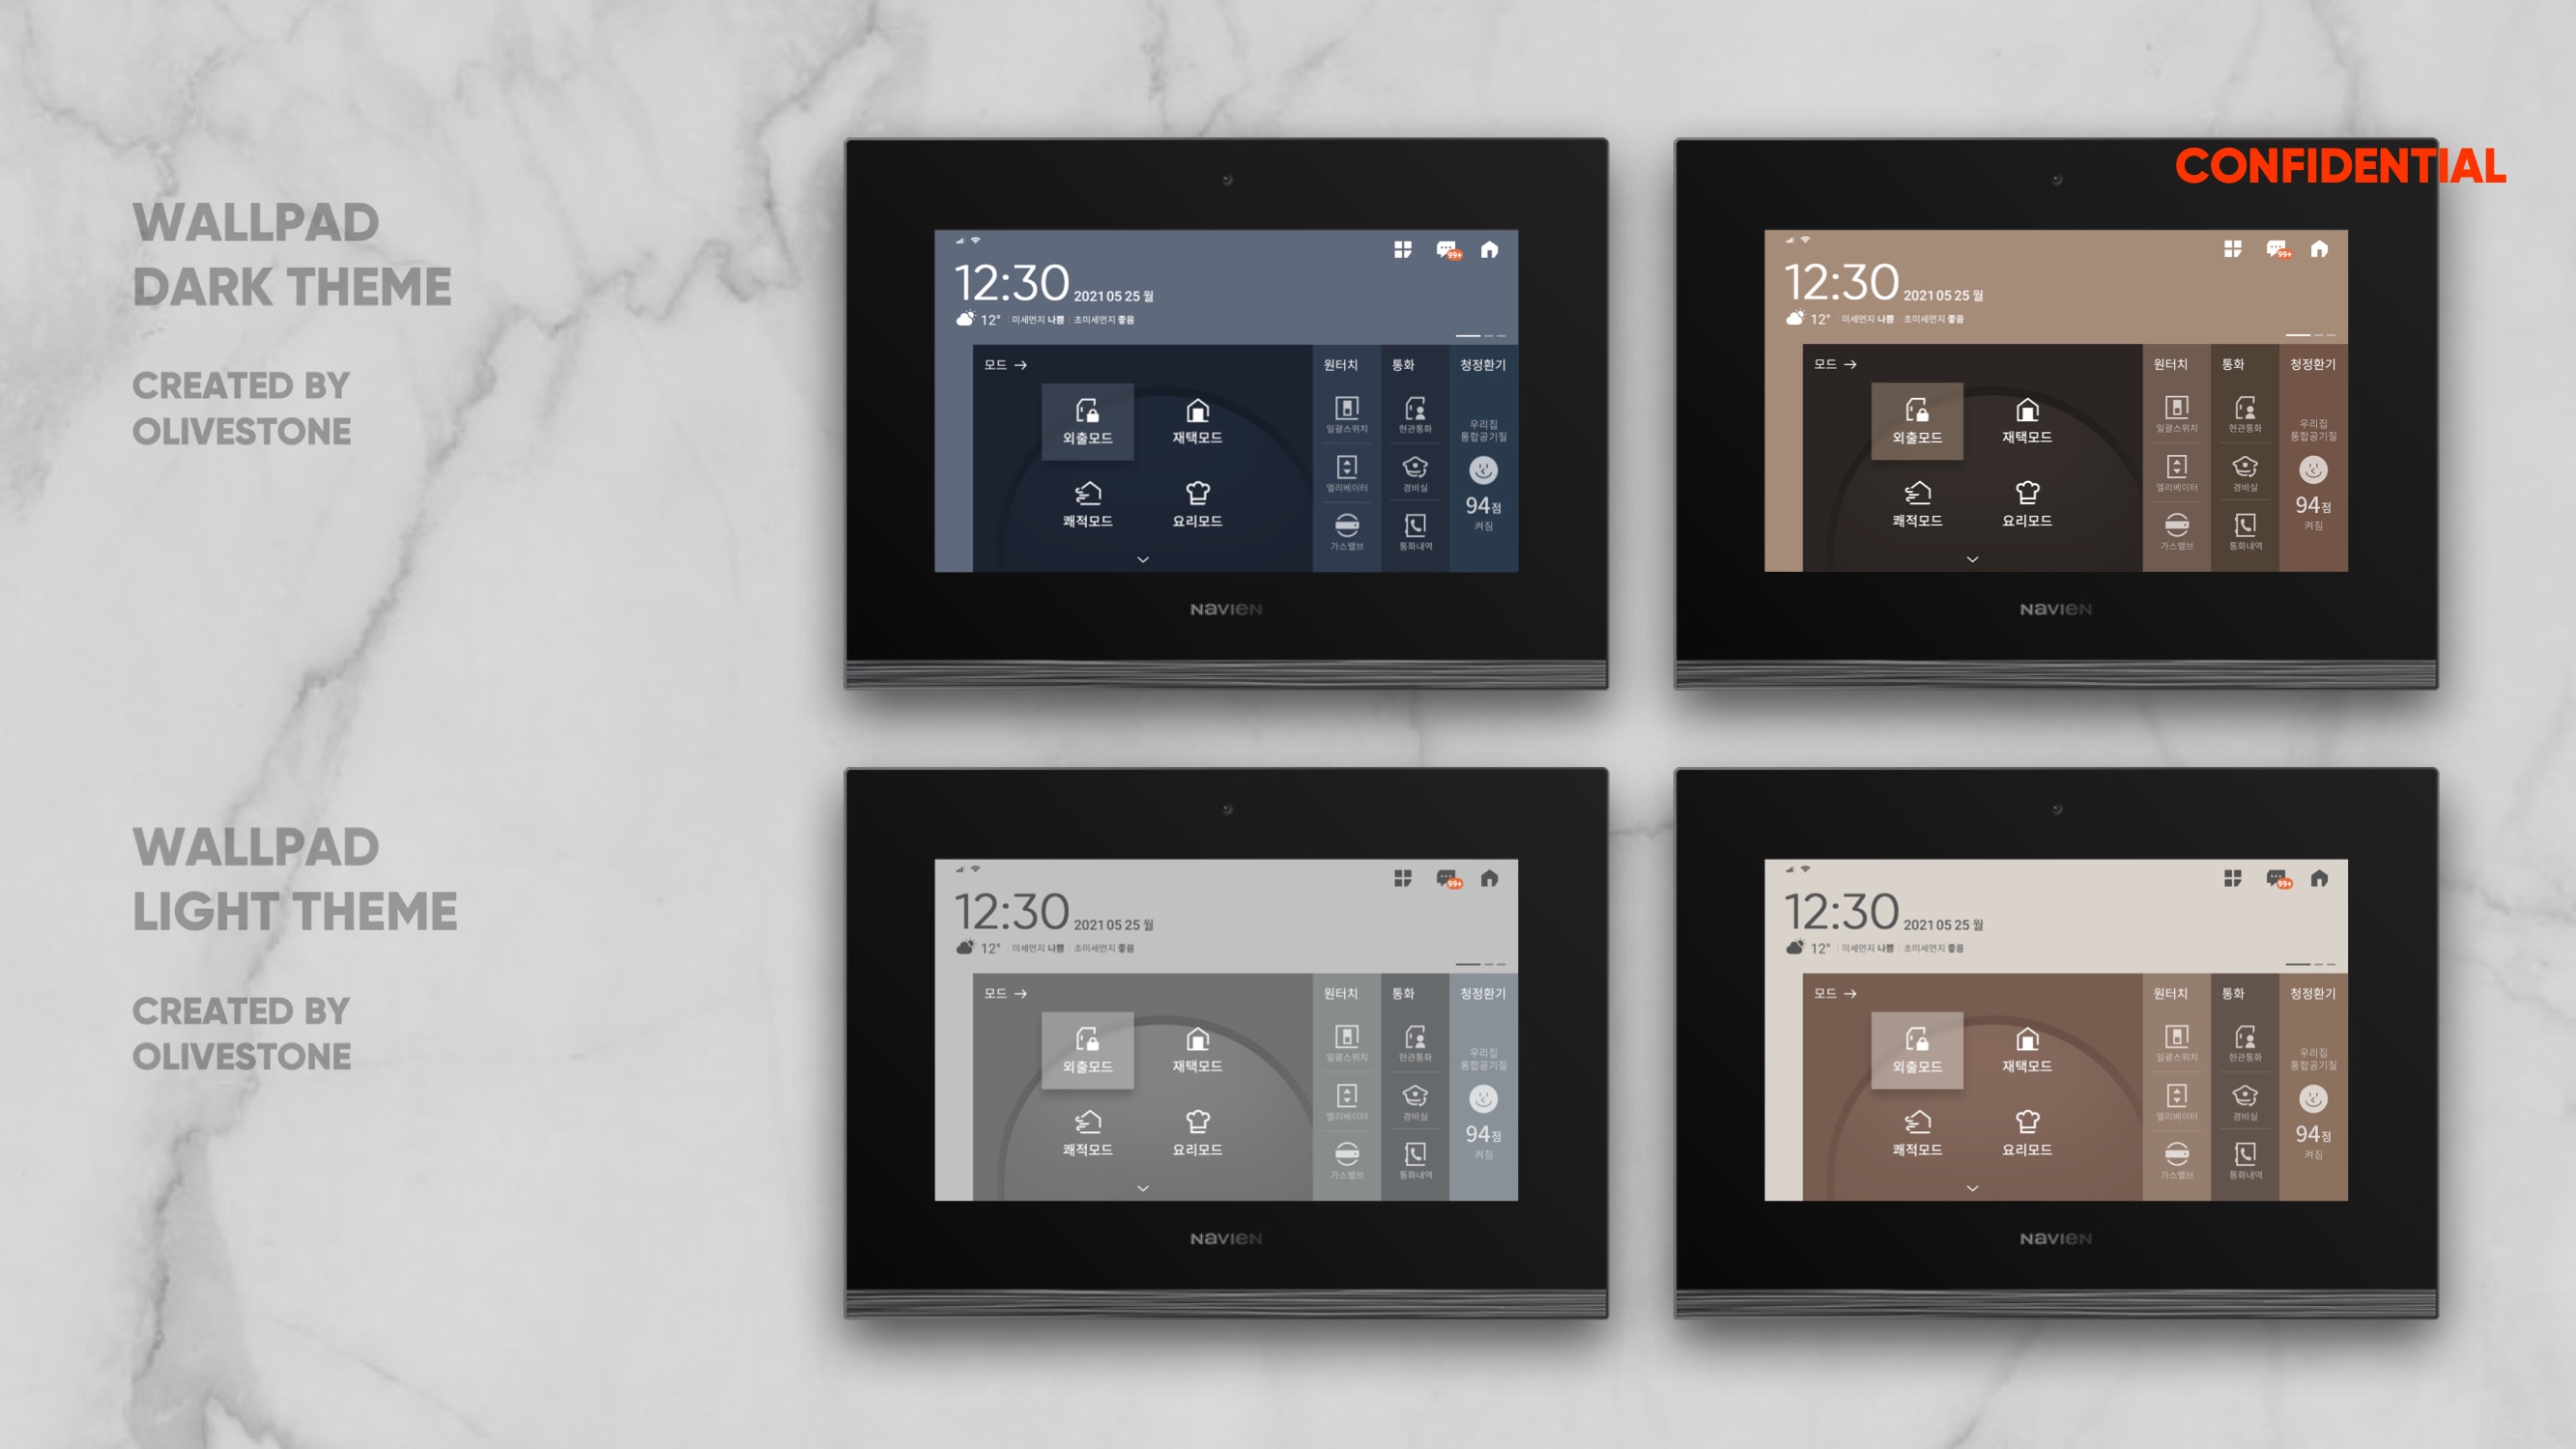 CONFIDENTIAL
WALLPAD
DARK THEME
CREATED BY
OLIVESTONE
12:30 2021 05 25 월
99+
12° 미세먼지 나쁨 초미세먼지 좋음
모드 →
외출모드
재택모드
쾌적모드
요리모드
원터치
일괄스위치
엘리베이터
가스밸브
통화
현관통화
경비실
통화내역
청정환기
우리집
통합공기질
94점
켜짐
NAVIEN
12:30 2021 05 25 월
99+
12° 미세먼지 나쁨 초미세먼지 좋음
모드 →
외출모드
재택모드
쾌적모드
요리모드
원터치
일괄스위치
엘리베이터
가스밸브
통화
현관통화
경비실
통화내역
청정환기
우리집
통합공기질
94점
켜짐
NAVIEN
WALLPAD
LIGHT THEME
CREATED BY
OLIVESTONE
12:30 2021 05 25 월
99+
12° 미세먼지 나쁨 초미세먼지 좋음
모드 →
외출모드
재택모드
쾌적모드
요리모드
원터치
일괄스위치
엘리베이터
가스밸브
통화
현관통화
경비실
통화내역
청정환기
우리집
통합공기질
94점
켜짐
NAVIEN
12:30 2021 05 25 월
99+
12° 미세먼지 나쁨 초미세먼지 좋음
모드 →
외출모드
재택모드
쾌적모드
요리모드
원터치
일괄스위치
엘리베이터
가스밸브
통화
현관통화
경비실
통화내역
청정환기
우리집
통합공기질
94점
켜짐
NAVIEN